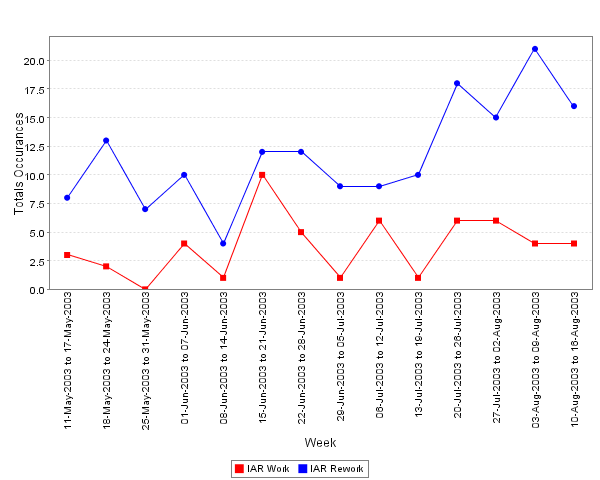 Totals Occurances
20.0
17.5
15.0
12.5
10.0
7.5
5.0
2.5
0.0
11-May-2003 to 17-May-2003
18-May-2003 to 24-May-2003
25-May-2003 to 31-May-2003
01-Jun-2003 to 07-Jun-2003
08-Jun-2003 to 14-Jun-2003
15-Jun-2003 to 21-Jun-2003
22-Jun-2003 to 28-Jun-2003
29-Jun-2003 to 05-Jul-2003
06-Jul-2003 to 12-Jul-2003
13-Jul-2003 to 19-Jul-2003
20-Jul-2003 to 26-Jul-2003
27-Jul-2003 to 02-Aug-2003
03-Aug-2003 to 09-Aug-2003
10-Aug-2003 to 16-Aug-2003
Week
IAR Work IAR Rework